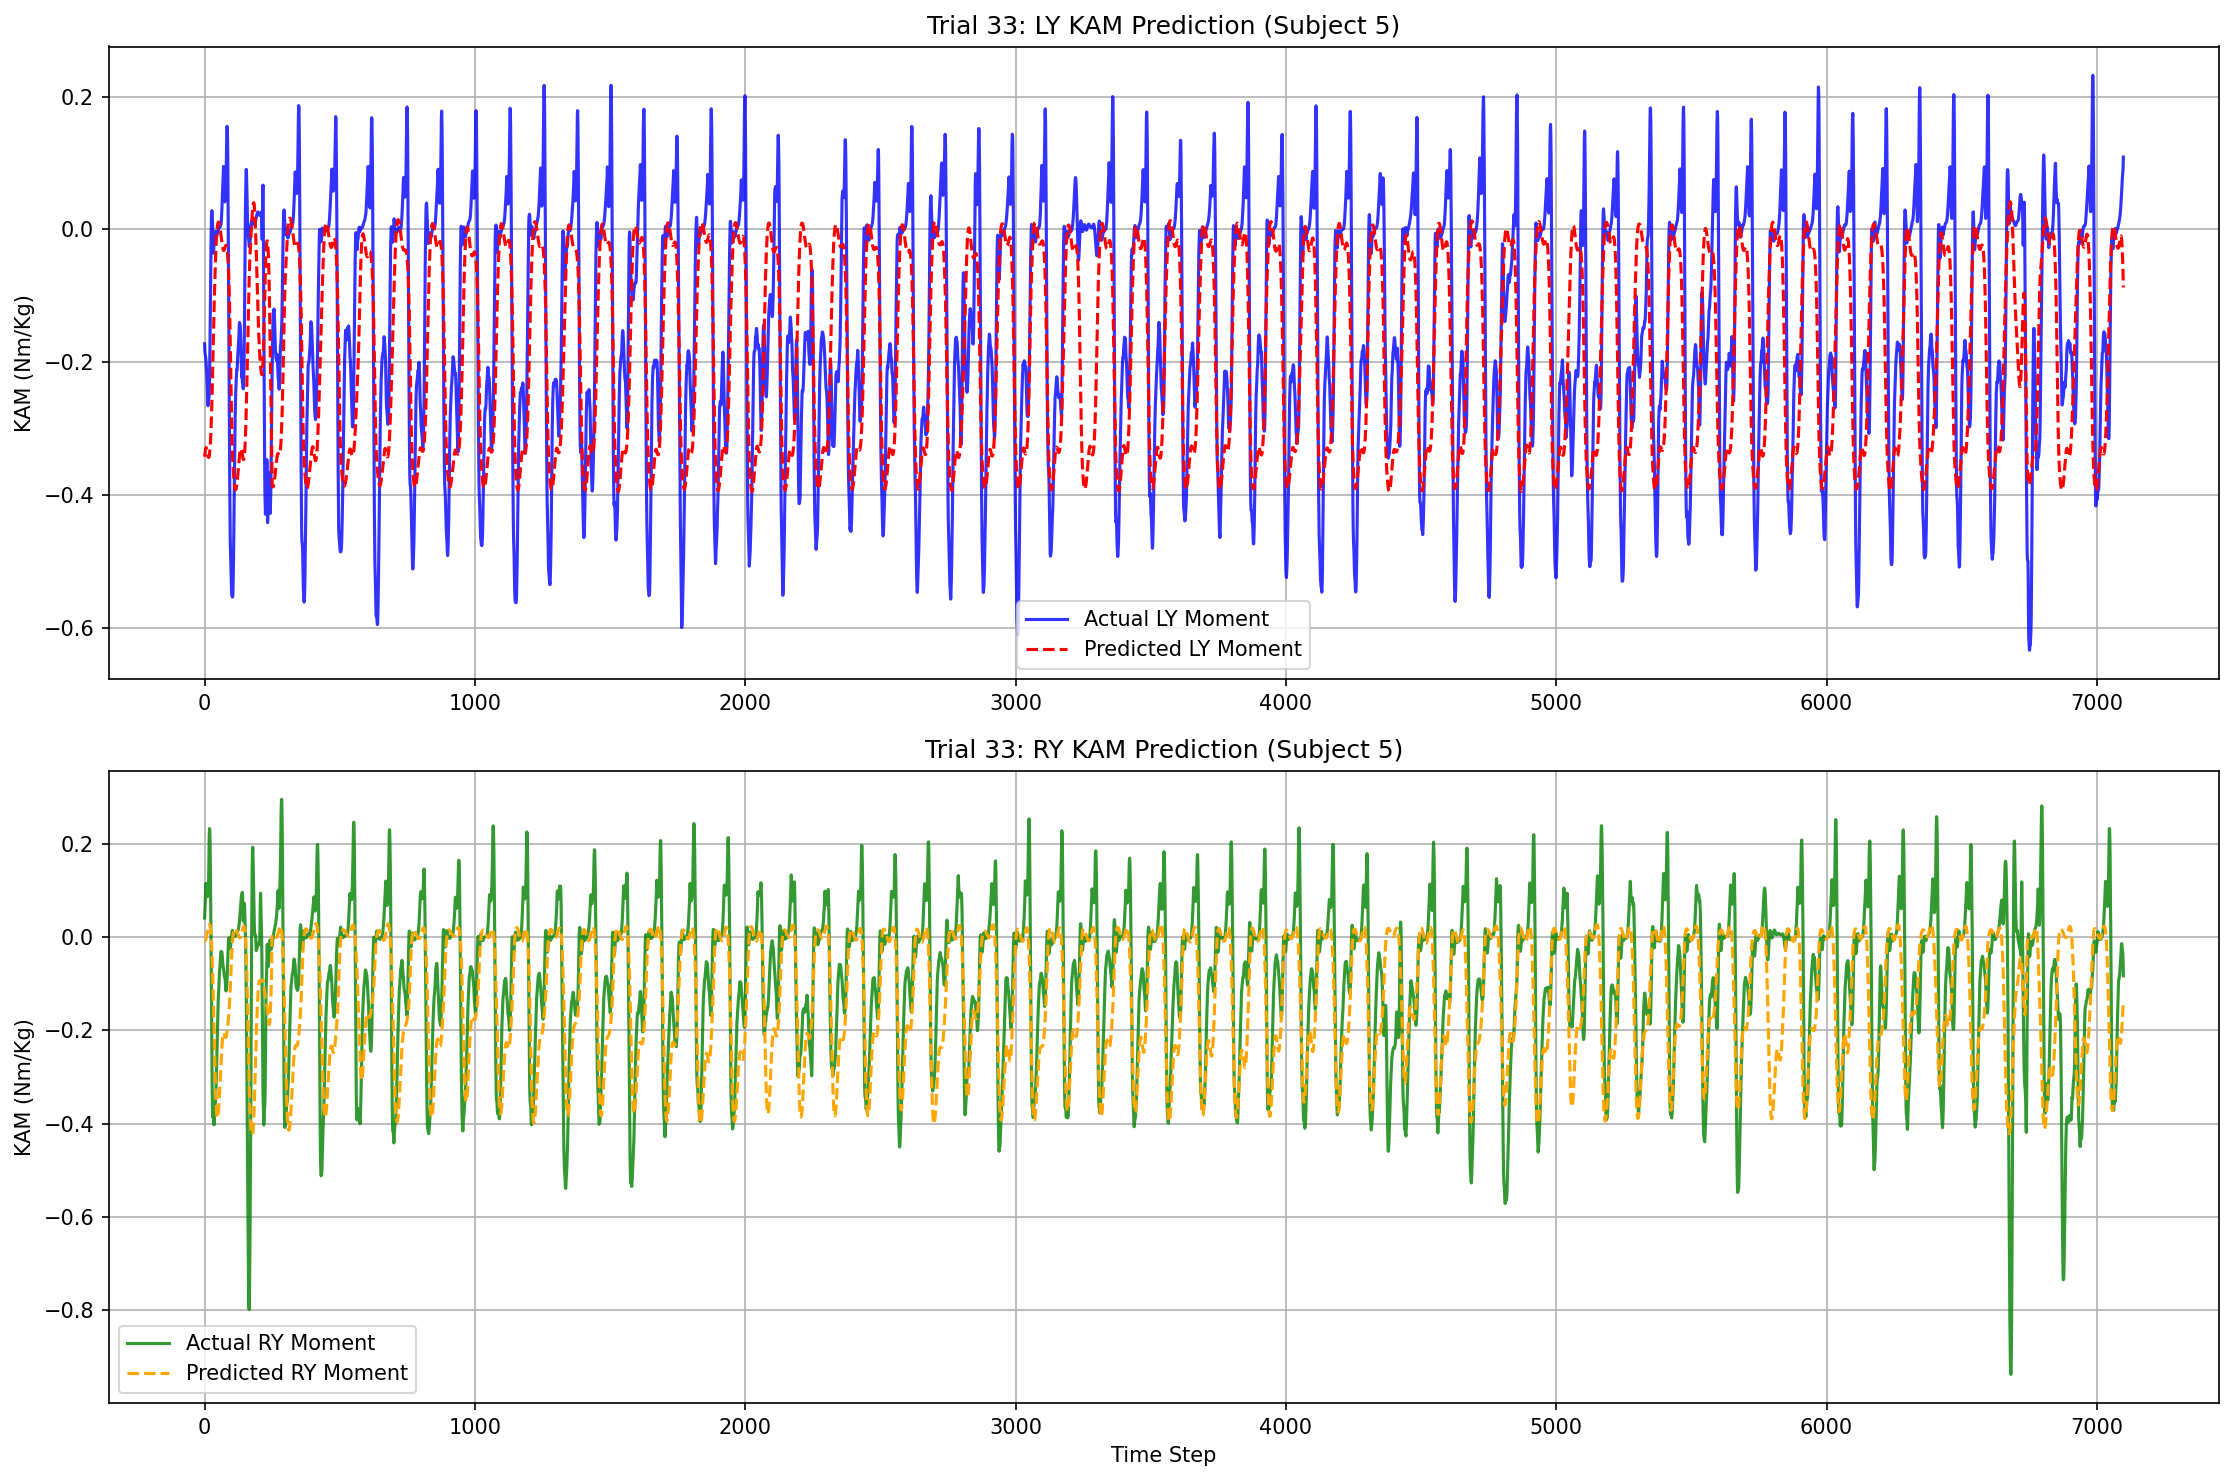 Trial 33: LY KAM Prediction (Subject 5)
KAM (Nm/Kg)
0.2
0.0
−0.2
−0.4
−0.6
Actual LY Moment
Predicted LY Moment
0 1000 2000 3000 4000 5000 6000 7000
Trial 33: RY KAM Prediction (Subject 5)
KAM (Nm/Kg)
0.2
0.0
−0.2
−0.4
−0.6
−0.8
Actual RY Moment
Predicted RY Moment
0 1000 2000 3000 4000 5000 6000 7000
Time Step